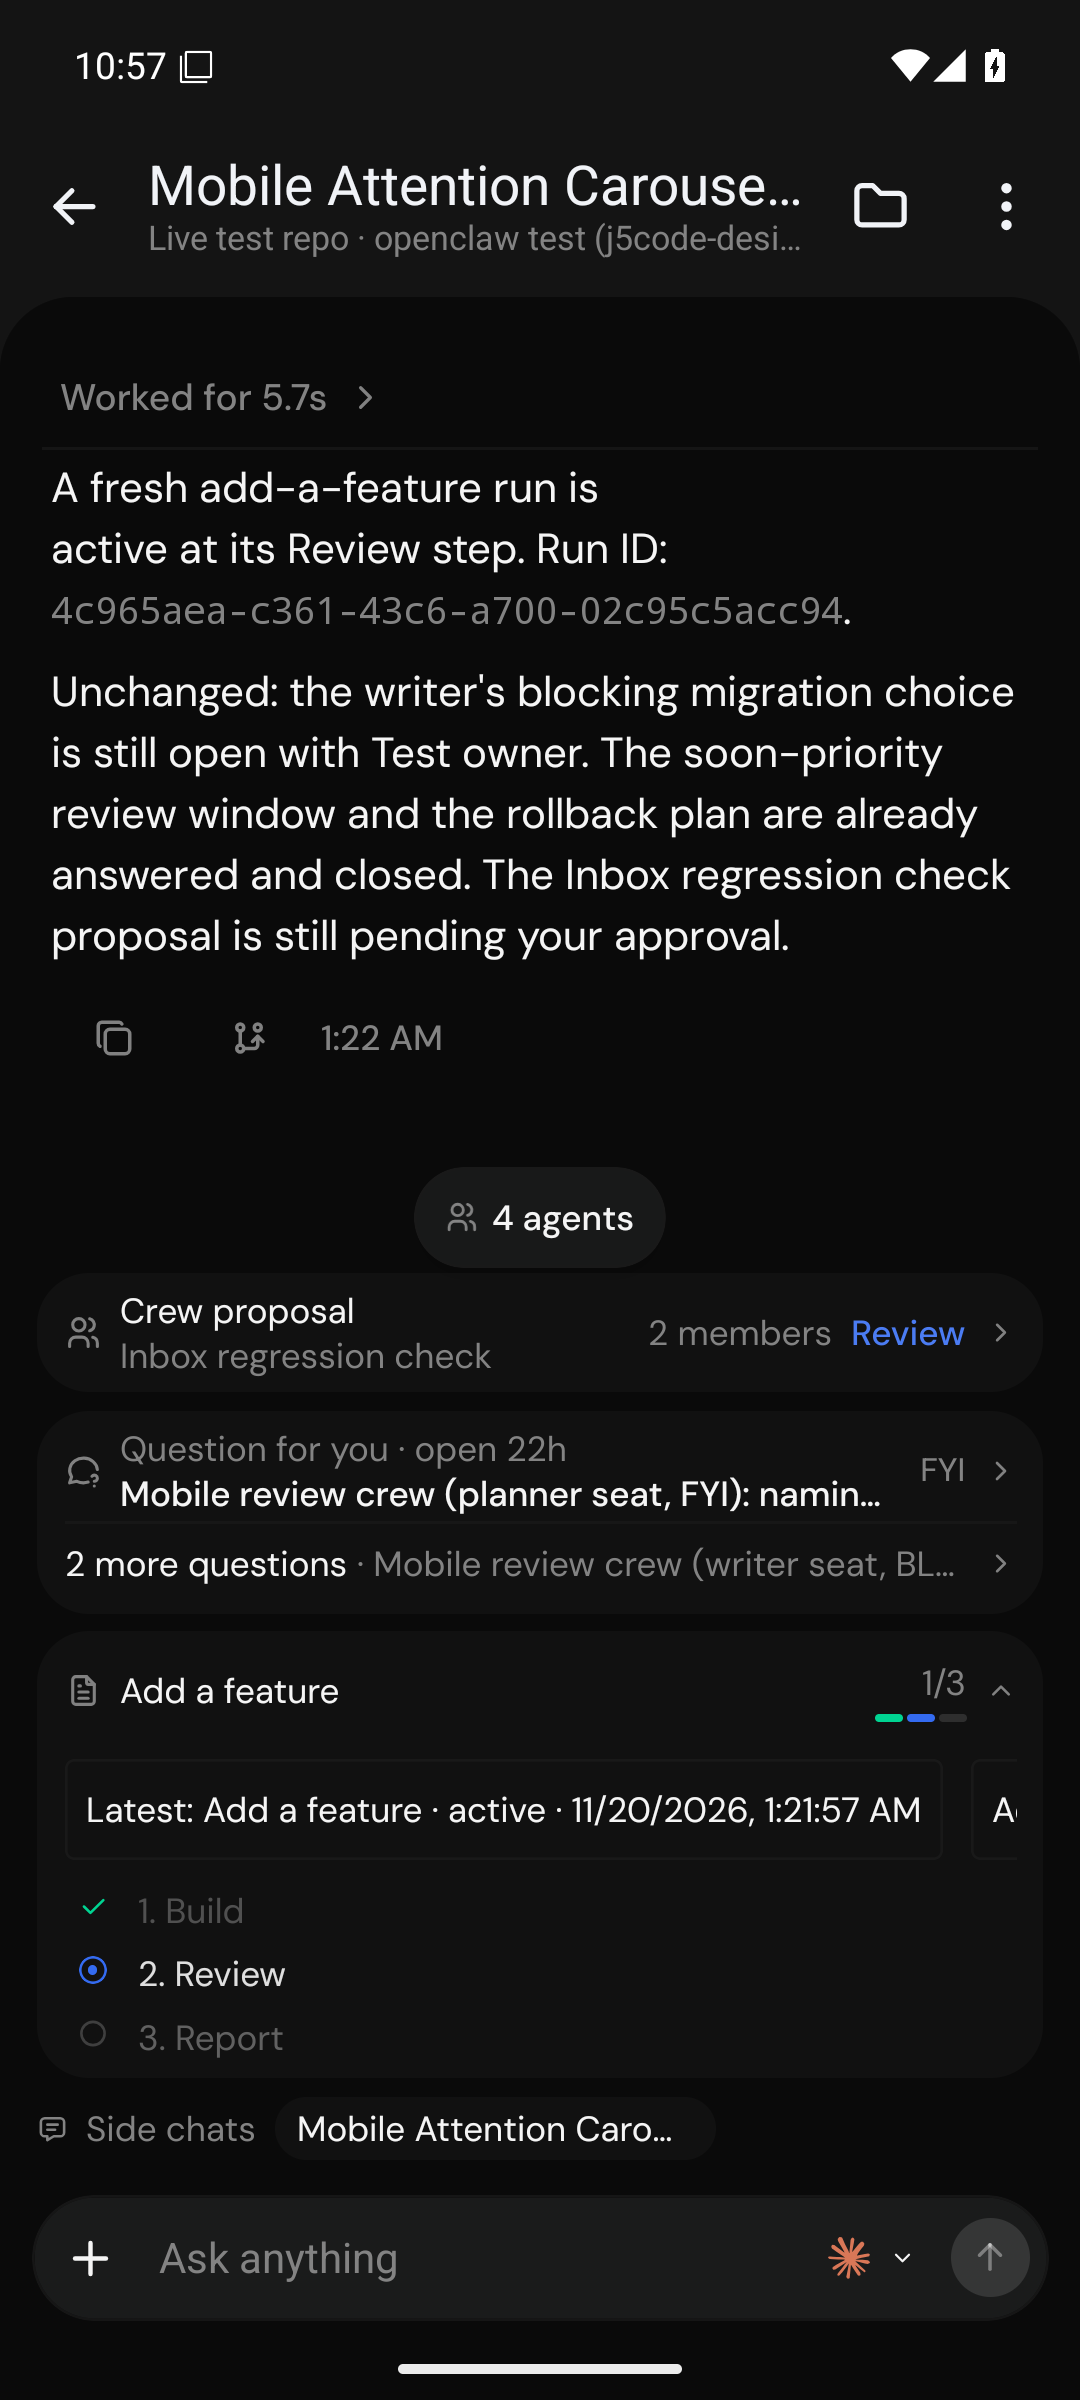 10:57
Mobile Attention Carouse...
Live test repo · openclaw test (j5code-desi...
Worked for 5.7s
A fresh add-a-feature run is
active at its Review step. Run ID:
4c965aea-c361-43c6-a700-02c95c5acc94.
Unchanged: the writer's blocking migration choice
is still open with Test owner. The soon-priority
review window and the rollback plan are already
answered and closed. The Inbox regression check
proposal is still pending your approval.
1:22 AM
4 agents
Crew proposal
Inbox regression check
2 members Review
Question for you · open 22h
Mobile review crew (planner seat, FYI): namin...
FYI
2 more questions · Mobile review crew (writer seat, BL...
Add a feature
1/3
Latest: Add a feature · active · 11/20/2026, 1:21:57 AM
1. Build
2. Review
3. Report
Side chats
Mobile Attention Caro...
Ask anything